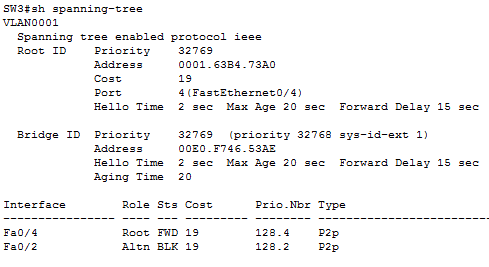 SW3#sh spanning-tree
VLAN0001
  Spanning tree enabled protocol ieee
  Root ID    Priority    32769
             Address     0001.63B4.73A0
             Cost        19
             Port        4(FastEthernet0/4)
             Hello Time  2 sec  Max Age 20 sec  Forward Delay 15 sec

  Bridge ID  Priority    32769  (priority 32768 sys-id-ext 1)
             Address     00E0.F746.53AE
             Hello Time  2 sec  Max Age 20 sec  Forward Delay 15 sec
             Aging Time  20

Interface        Role Sts Cost      Prio.Nbr Type
---------------- ---- --- --------- -------- --------------------------------
Fa0/4            Root FWD 19        128.4    P2p
Fa0/2            Altn BLK 19        128.2    P2p